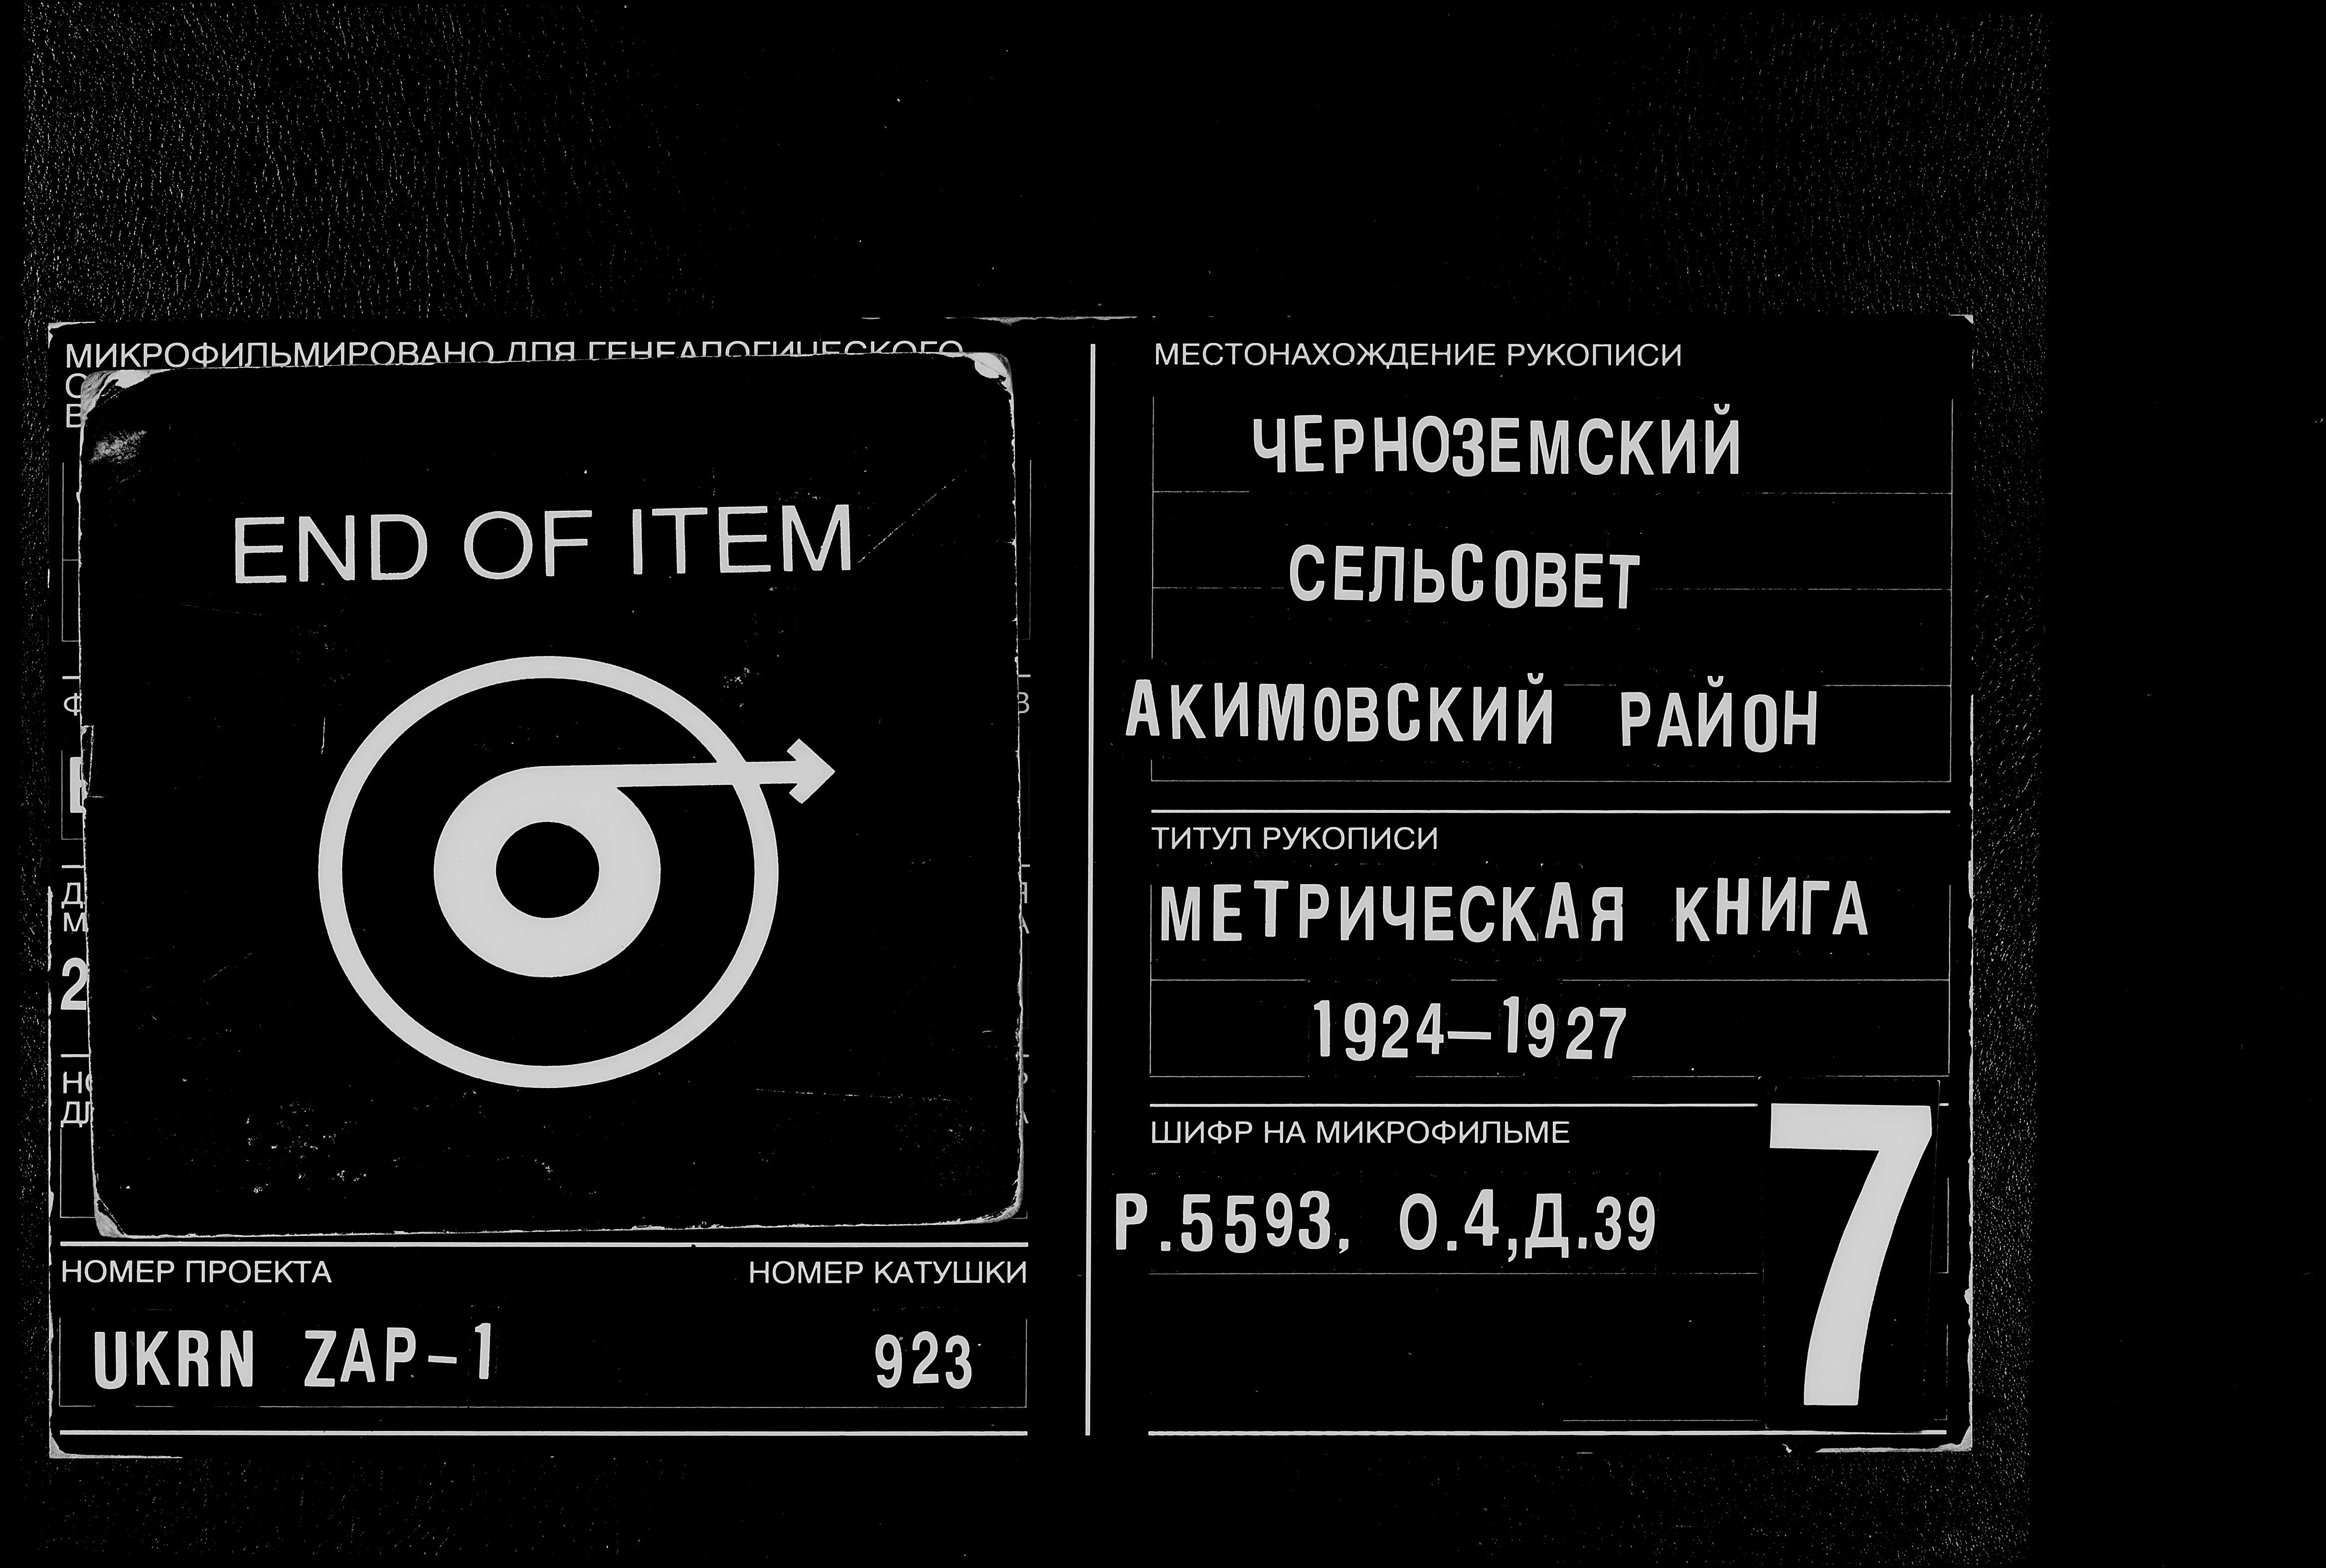 МИКРОФИЛЬМИРОВАНО ДЛЯ ГЕНЕАЛОГИЧЕСКОГО
END OF ITEM
НОМЕР ПРОЕКТА
НОМЕР КАТУШКИ
UKRN ZAP-1
923
МЕСТОНАХОЖДЕНИЕ РУКОПИСИ
ЧЕРНОЗЕМСКИЙ
СЕЛЬСОВЕТ
АКИМОВСКИЙ РАЙОН
ТИТУЛ РУКОПИСИ
МЕТРИЧЕСКАЯ КНИГА
1924—1927
ШИФР НА МИКРОФИЛЬМЕ
Р.5593, О.4,Д.39
7